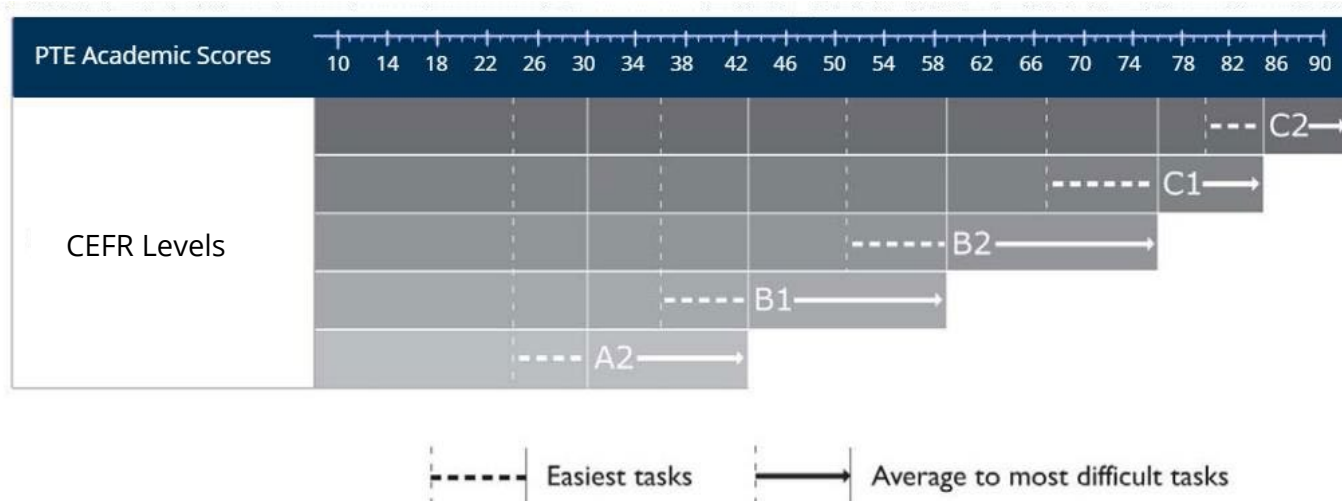 PTE Academic Scores
10 14 18 22 26 30 34 38 42 46 50 54 58 62 66 70 74 78 82 86 90
C2
C1
CEFR Levels
B2
B1
A2
Easiest tasks
Average to most difficult tasks